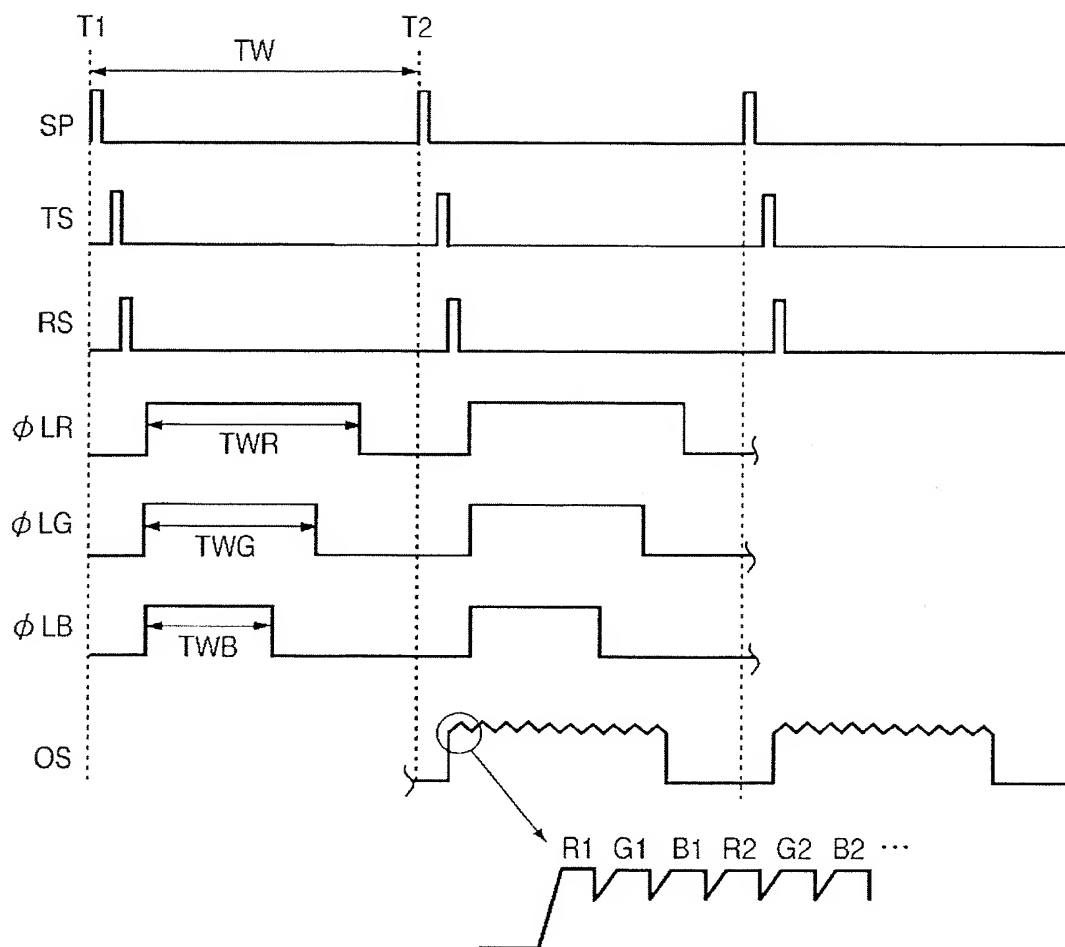 T1 T2
TW
SP
TS
RS
φLR
TWR
φLG
TWG
φLB
TWB
OS
R1 G1 B1 R2 G2 B2 ···